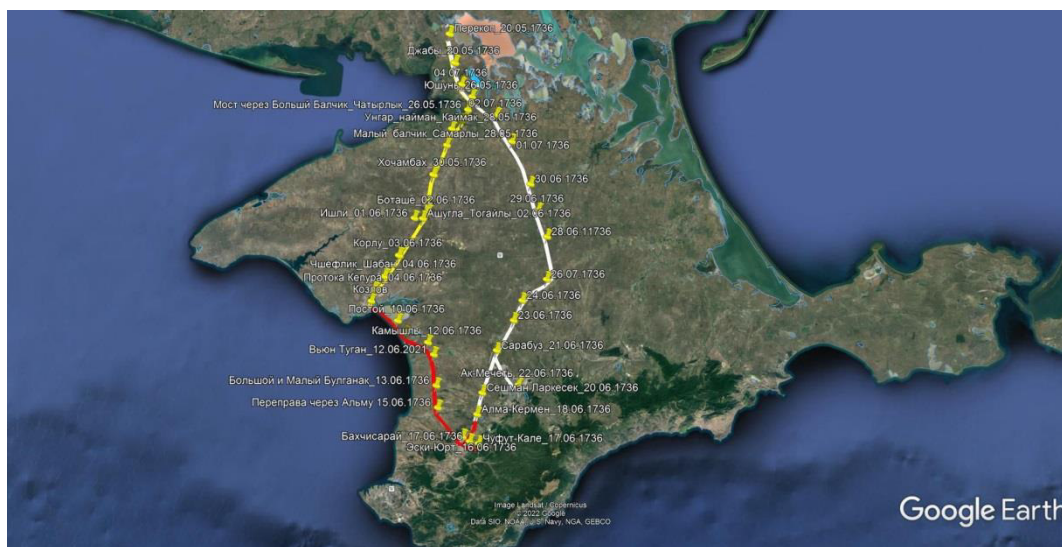 Перекоп_20.05.1736
Джабы_20.05.1736
04.07.1736
Юшунь_26.05.1736
Мост через Большй Балчик_Чатырлык_26.05.1736
02.07.1736
Унгар_найман_Каймак_28.05.1736
Малый_балчик_Самарлы_28.05.1736
01.07.1736
Хочамбах_30.05.1736
30.06.1736
Боташё_02.06.1736
29.06.1736
Ишли_01.06.1736
Ашугла_Тогайлы_02.06.1736
28.06.11736
Корлу_03.06.1736
Чшефлик_Шабан_04.06.1736
26.07.1736
Протока Кепура_04.06.1736
Козлов
24.06.1736
Постой_10.06.1736
23.06.1736
Камышлы_12.06.1736
Сарабуз_21.06.1736
Вьюн Туган_12.06.2021
Ак-Мечеть_22.06.1736
Большой и Малый Булганак_13.06.1736
Сешман Ларкесек_20.06.1736
Переправа через Альму 15.06.1736
Алма-Кермен_18.06.1736
Бахчисарай_17.06.1736
Чуфут-Кале_17.06.1736
Эски-Юрт_16.06.1736
Image Landsat / Copernicus
© 2022 Google
Data SIO, NOAA, U.S. Navy, NGA, GEBCO
Google Earth